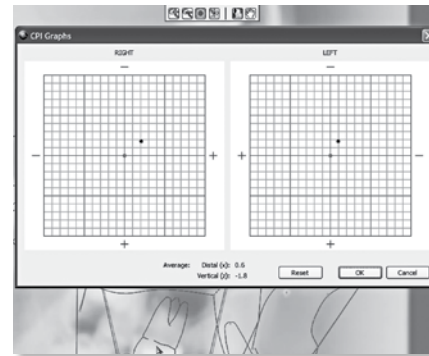 CPI Graphs
RIGHT LEFT
− −
− + + −
+ +
Average: Distal (x): 0.6
Vertical (z): -1.8
Reset OK Cancel